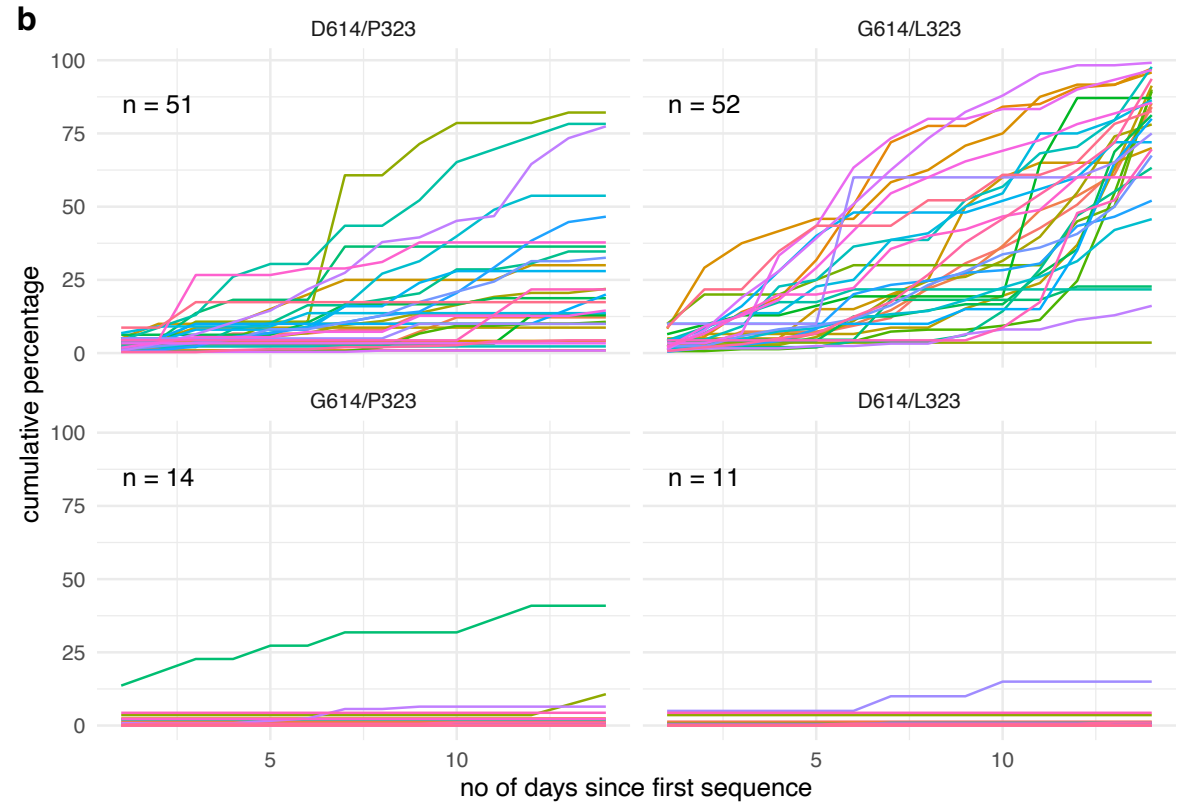 b
D614/P323
G614/L323
100
75
50
25
0
n = 51
n = 52
G614/P323
D614/L323
100
75
50
25
0
n = 14
n = 11
5
10
5
10
cumulative percentage
no of days since first sequence